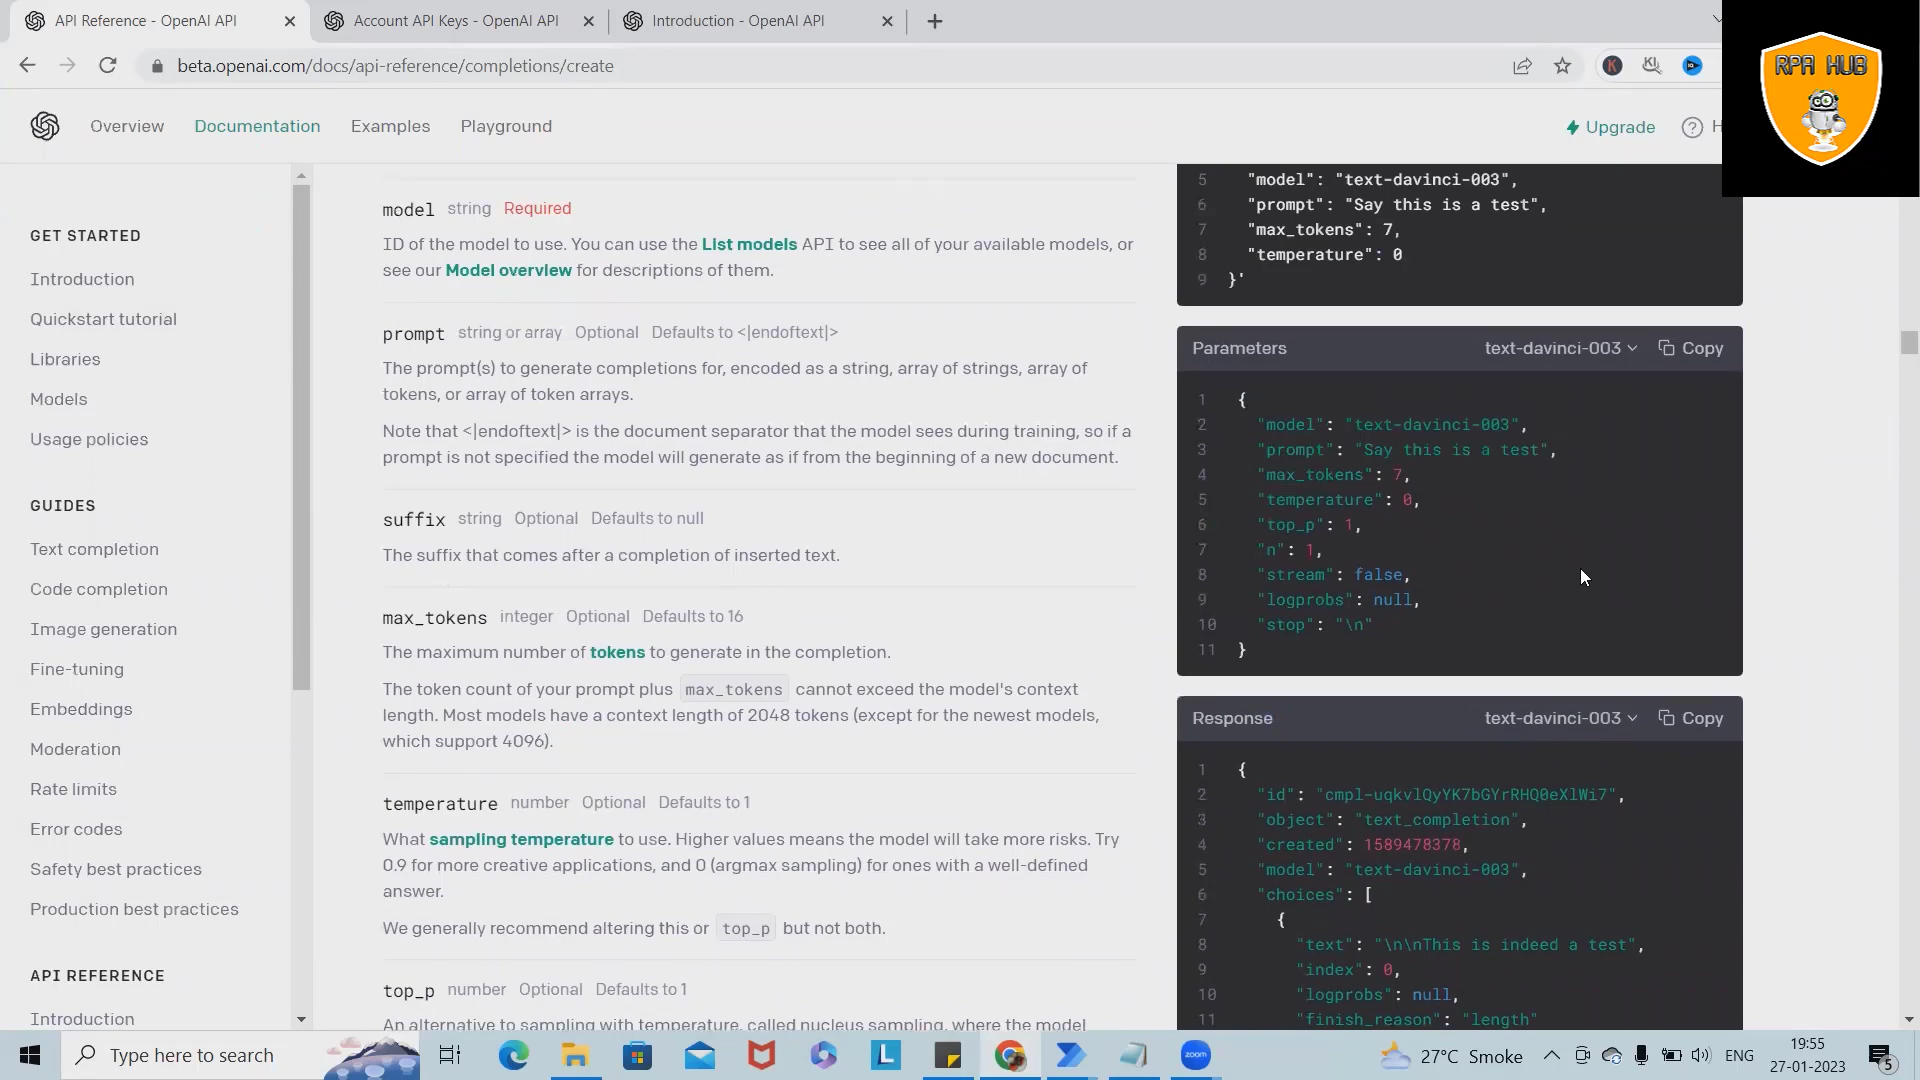 API Reference - OpenAI API
Account API Keys - OpenAI API
Introduction - OpenAI API
beta.openai.com/docs/api-reference/completions/create
RPA HUB
Overview
Documentation
Examples
Playground
Upgrade
H
GET STARTED
Introduction
Quickstart tutorial
Libraries
Models
Usage policies
GUIDES
Text completion
Code completion
Image generation
Fine-tuning
Embeddings
Moderation
Rate limits
Error codes
Safety best practices
Production best practices
API REFERENCE
Introduction
model string Required
ID of the model to use. You can use the List models API to see all of your available models, or
see our Model overview for descriptions of them.
prompt string or array Optional Defaults to <|endoftext|>
The prompt(s) to generate completions for, encoded as a string, array of strings, array of
tokens, or array of token arrays.
Note that <|endoftext|> is the document separator that the model sees during training, so if a
prompt is not specified the model will generate as if from the beginning of a new document.
suffix string Optional Defaults to null
The suffix that comes after a completion of inserted text.
max_tokens integer Optional Defaults to 16
The maximum number of tokens to generate in the completion.
The token count of your prompt plus max_tokens cannot exceed the model's context
length. Most models have a context length of 2048 tokens (except for the newest models,
which support 4096).
temperature number Optional Defaults to 1
What sampling temperature to use. Higher values means the model will take more risks. Try
0.9 for more creative applications, and 0 (argmax sampling) for ones with a well-defined
answer.
We generally recommend altering this or top_p but not both.
top_p number Optional Defaults to 1
An alternative to sampling with temperature, called nucleus sampling, where the model
5 "model": "text-davinci-003",
6 "prompt": "Say this is a test",
7 "max_tokens": 7,
8 "temperature": 0
9 }'
Parameters text-davinci-003 Copy
1 {
2 "model": "text-davinci-003",
3 "prompt": "Say this is a test",
4 "max_tokens": 7,
5 "temperature": 0,
6 "top_p": 1,
7 "n": 1,
8 "stream": false,
9 "logprobs": null,
10 "stop": "\n"
11 }
Response text-davinci-003 Copy
1 {
2 "id": "cmpl-uqkvlQyYK7bGYrRHQ0eXlWi7",
3 "object": "text_completion",
4 "created": 1589478378,
5 "model": "text-davinci-003",
6 "choices": [
7 {
8 "text": "\n\nThis is indeed a test",
9 "index": 0,
10 "logprobs": null,
11 "finish_reason": "length"
Type here to search
zoom
27°C Smoke
ENG
19:55
27-01-2023
5